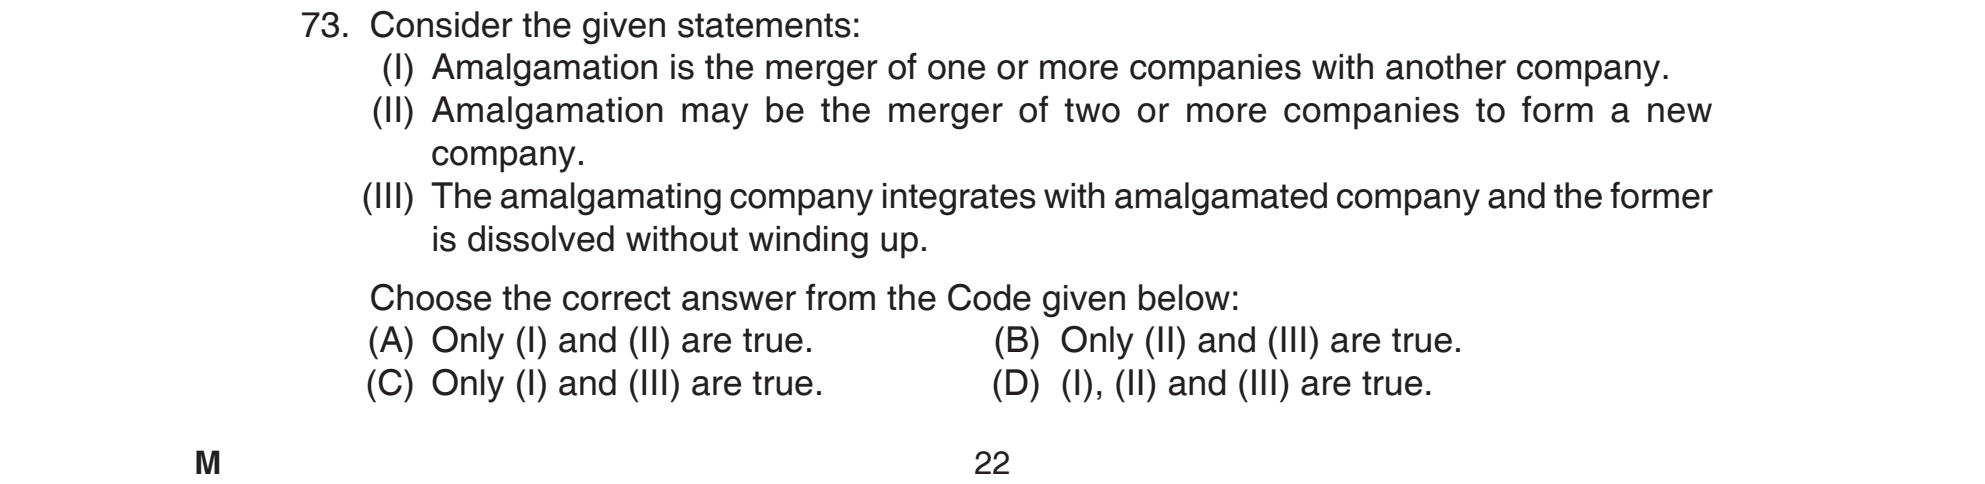 73. Consider the given statements:
(I) Amalgamation is the merger of one or more companies with another company.
(II) Amalgamation may be the merger of two or more companies to form a new
company.
(III) The amalgamating company integrates with amalgamated company and the former
is dissolved without winding up.
Choose the correct answer from the Code given below:
(A) Only (I) and (II) are true. (B) Only (II) and (III) are true.
(C) Only (I) and (III) are true. (D) (I), (II) and (III) are true.
M 22